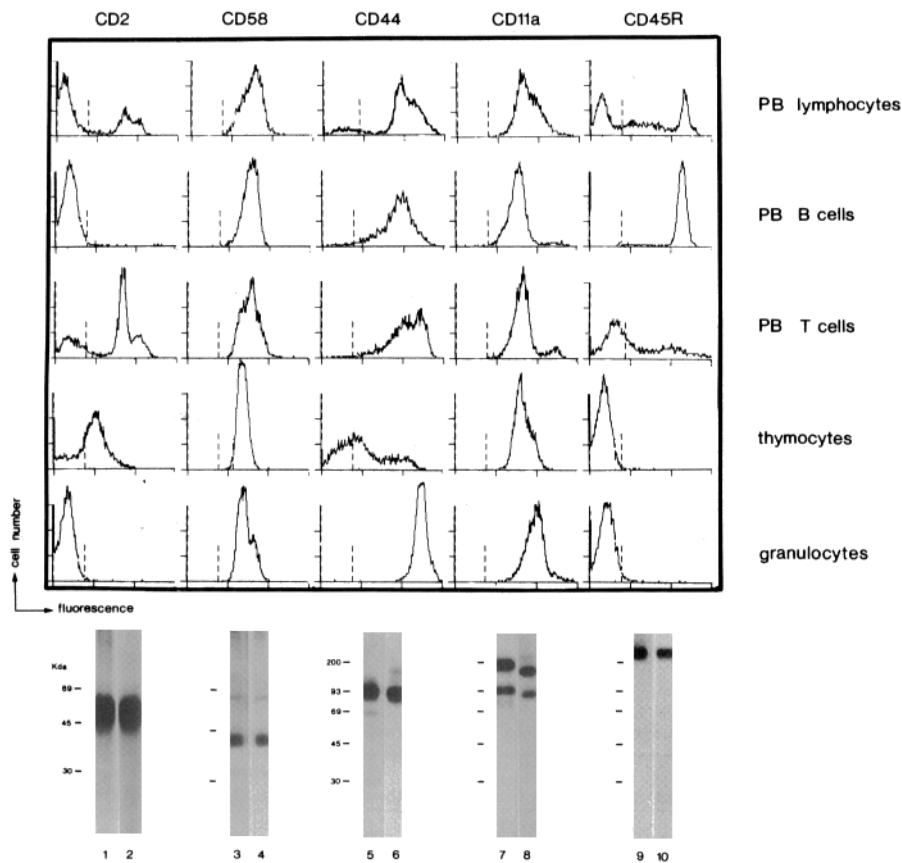 CD2 CD58 CD44 CD11a CD45R
PB lymphocytes
PB B cells
PB T cells
thymocytes
granulocytes
cell number
fluorescence
Kda
69
45
30
200
93
69
45
30
1 2 3 4 5 6 7 8 9 10